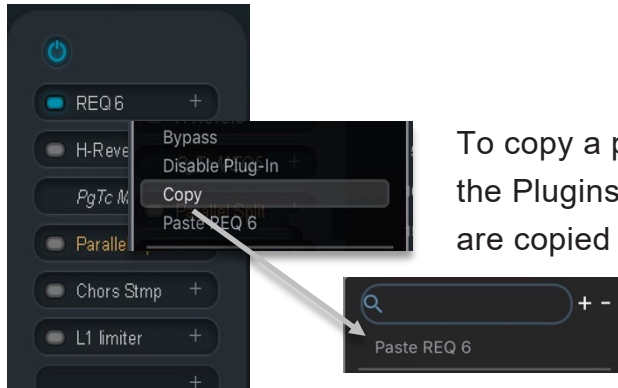 REQ 6 +
H-Reve
PgTc M
Paralle
Chors Stmp +
L1 limiter +
+
Bypass
Disable Plug-In
Copy
Paste REQ 6
To copy a p
the Plugins
are copied
+ -
Paste REQ 6